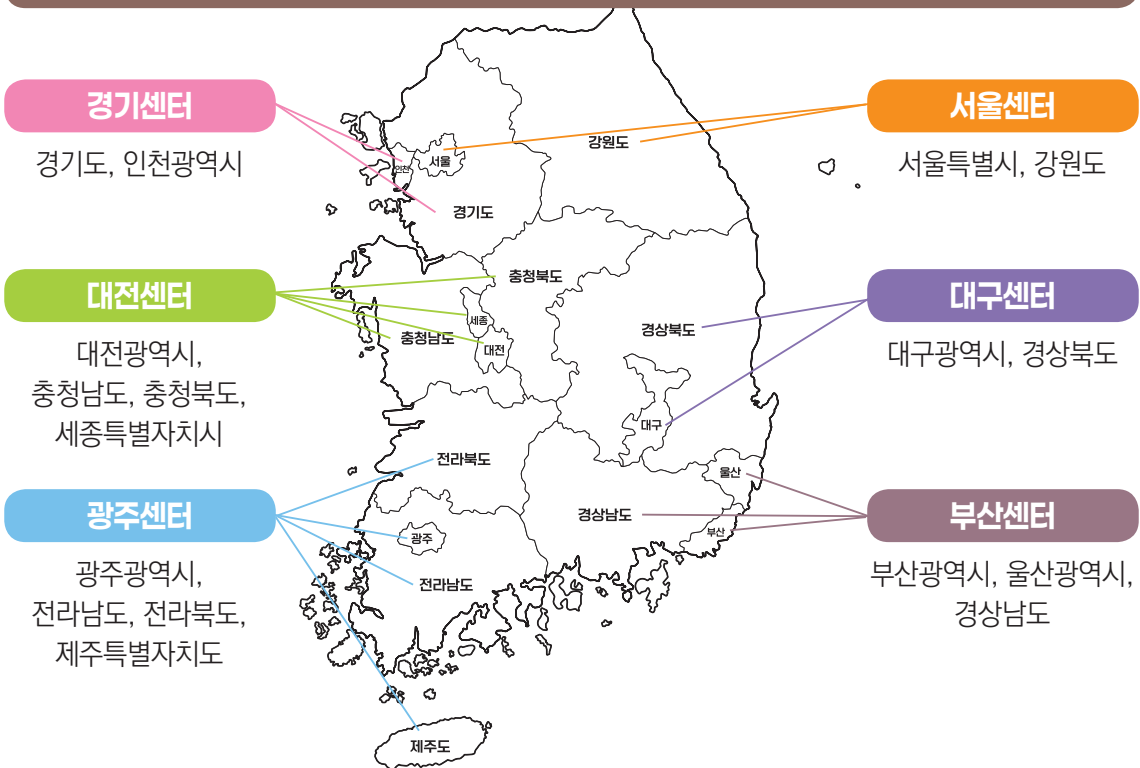 경기센터
경기도, 인천광역시
서울센터
서울특별시, 강원도
대전센터
대전광역시,
충청남도, 충청북도,
세종특별자치시
대구센터
대구광역시, 경상북도
광주센터
광주광역시,
전라남도, 전라북도,
제주특별자치도
부산센터
부산광역시, 울산광역시,
경상남도
강원도
서울
인천
경기도
충청북도
세종
충청남도
대전
경상북도
대구
전라북도
울산
경상남도
부산
광주
전라남도
제주도